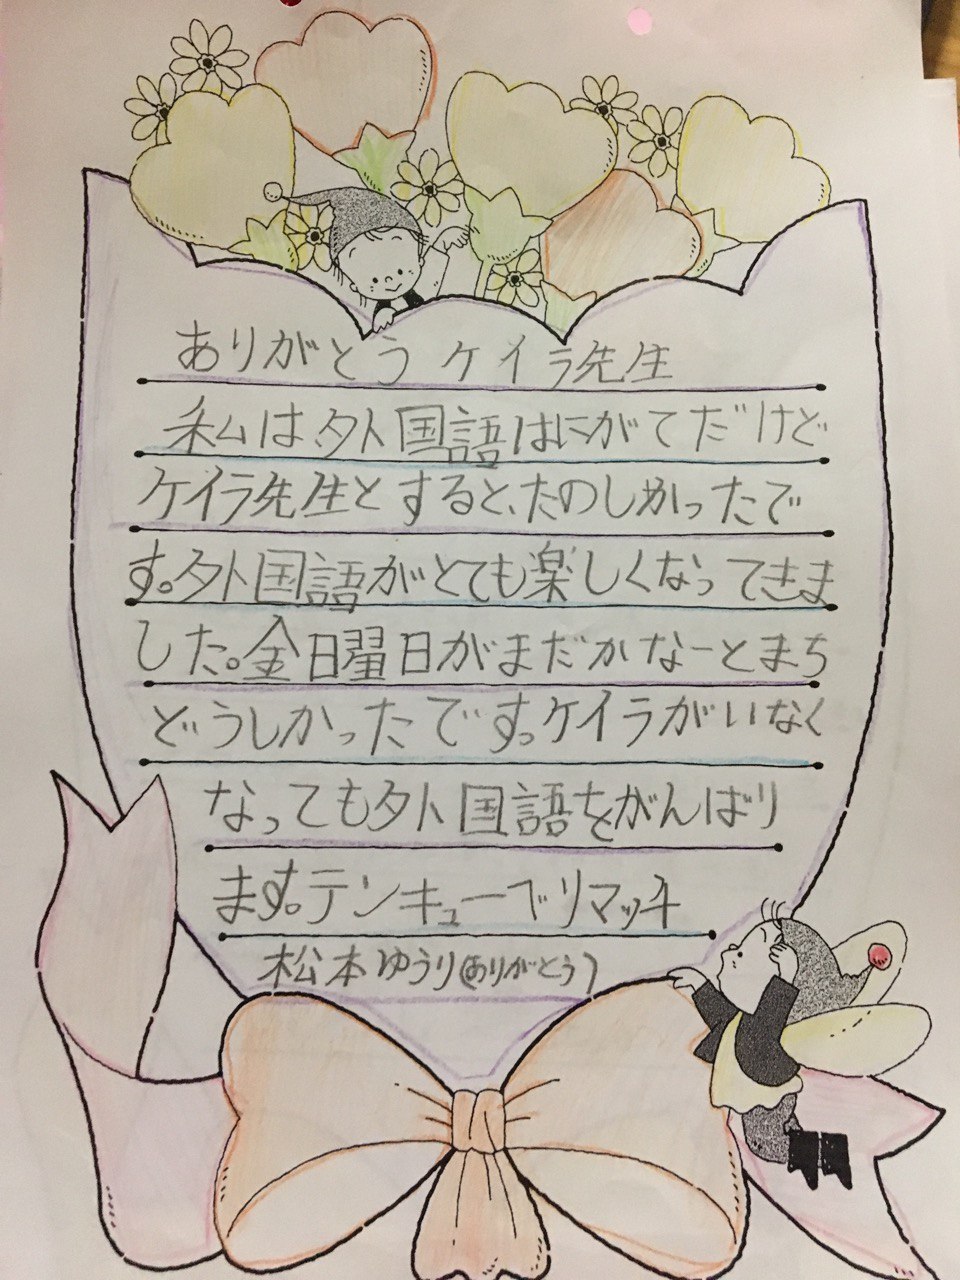 ありがとう ケイラ先生
私は外国語はにがてだけど
ケイラ先生とすると、たのしかったで
す。外国語がとても楽しくなってきま
した。金曜日がまだかなーとまち
どうしかったです。ケイラがいなく
なっても外国語をがんばり
ます。テンキューベリマッチ
松本ゆうり(ありがとう)